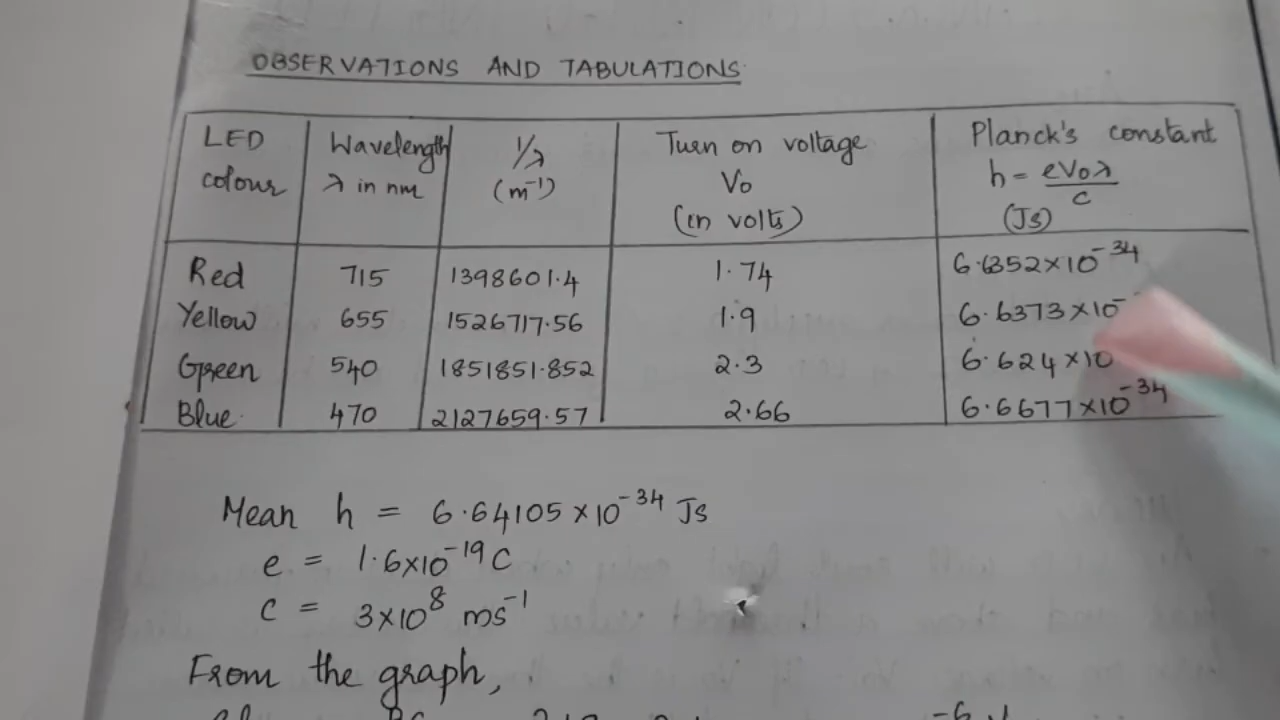 OBSERVATIONS AND TABULATIONS
LED colour | Wavelength λ in nm | 1/λ (m⁻¹) | Turn on voltage V₀ (in volts) | Planck's constant h = eV₀λ/c (Js)
Red | 715 | 1398601.4 | 1.74 | 6.6352×10⁻³⁴
Yellow | 655 | 1526717.56 | 1.9 | 6.6373×10⁻
Green | 540 | 1851851.852 | 2.3 | 6.624×10
Blue. | 470 | 2127659.57 | 2.66 | 6.6677×10⁻³⁴
Mean h = 6.64105×10⁻³⁴ Js
e = 1.6×10⁻¹⁹ C
c = 3×10⁸ ms⁻¹
From the graph,